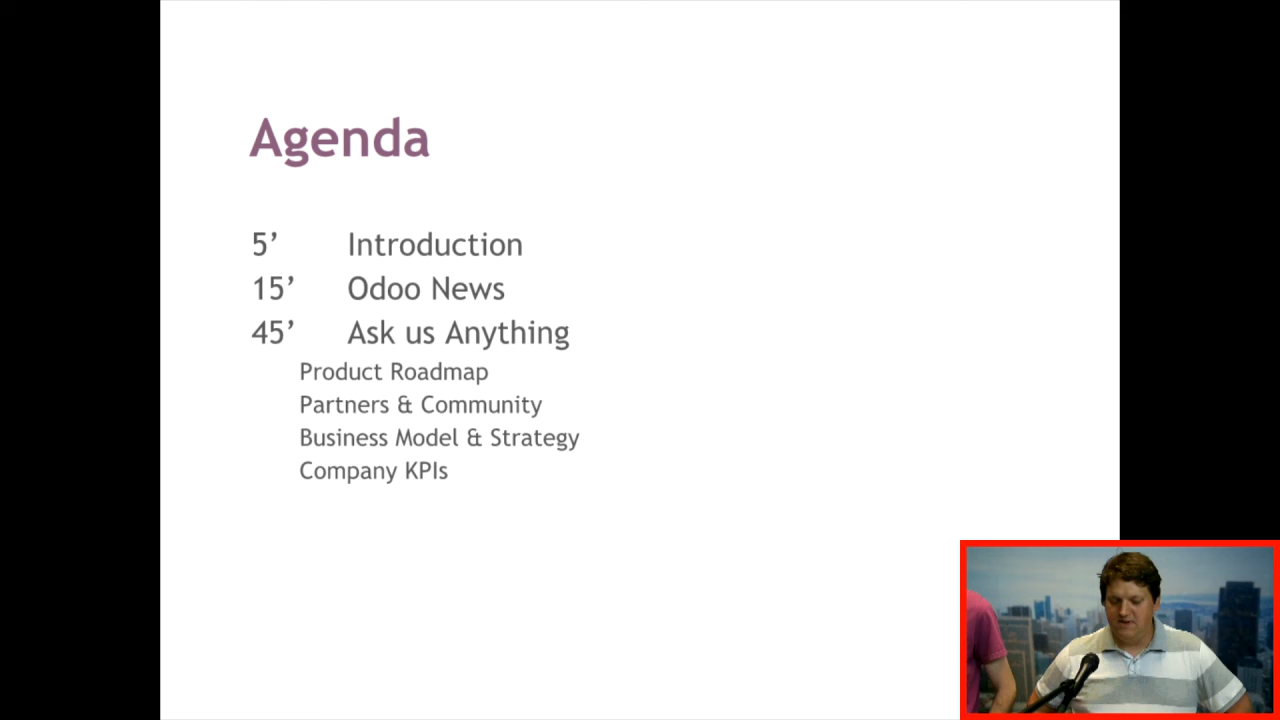 Agenda
5’ Introduction
15’ Odoo News
45’ Ask us Anything
Product Roadmap
Partners & Community
Business Model & Strategy
Company KPIs